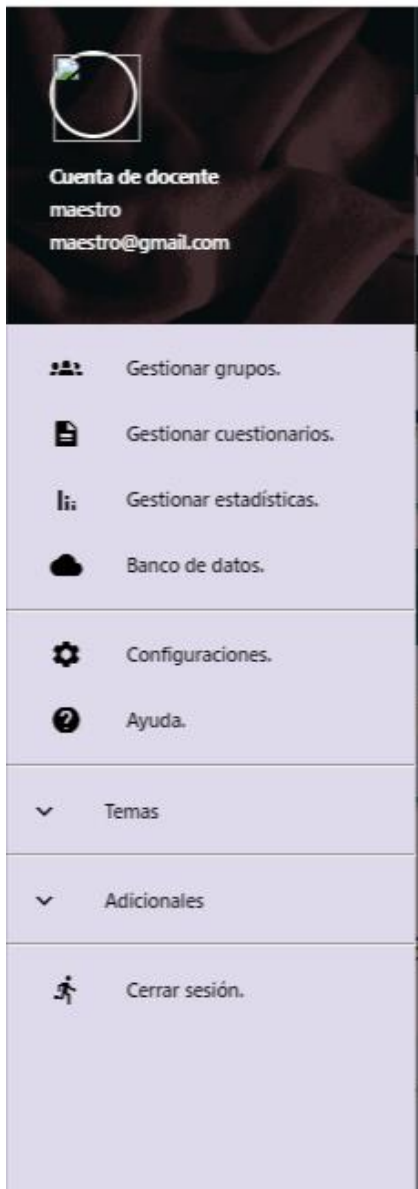 Cuenta de docente
maestro
maestro@gmail.com
Gestionar grupos.
Gestionar cuestionarios.
Gestionar estadísticas.
Banco de datos.
Configuraciones.
Ayuda.
Temas
Adicionales
Cerrar sesión.